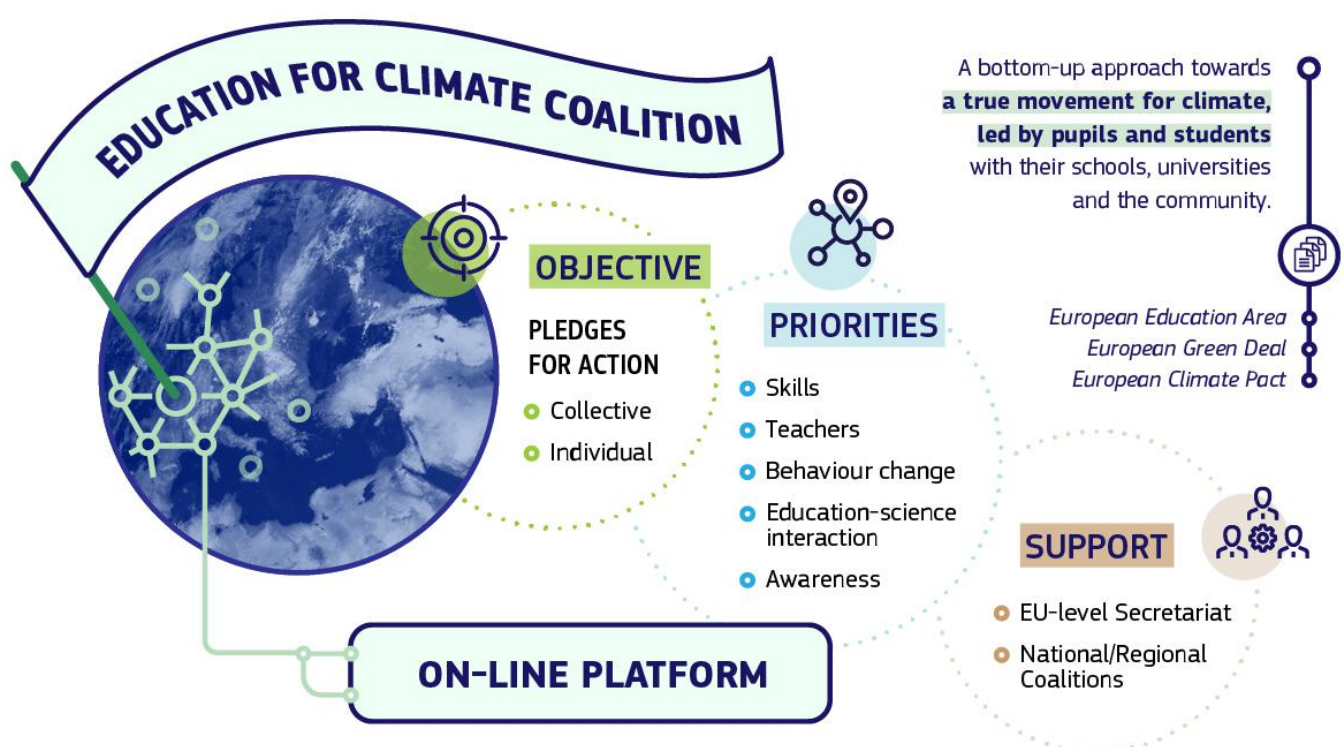 EDUCATION FOR CLIMATE COALITION
A bottom-up approach towards
a true movement for climate,
led by pupils and students
with their schools, universities
and the community.
European Education Area
European Green Deal
European Climate Pact
OBJECTIVE
PLEDGES
FOR ACTION
Collective
Individual
PRIORITIES
Skills
Teachers
Behaviour change
Education-science
interaction
Awareness
SUPPORT
EU-level Secretariat
National/Regional
Coalitions
ON-LINE PLATFORM